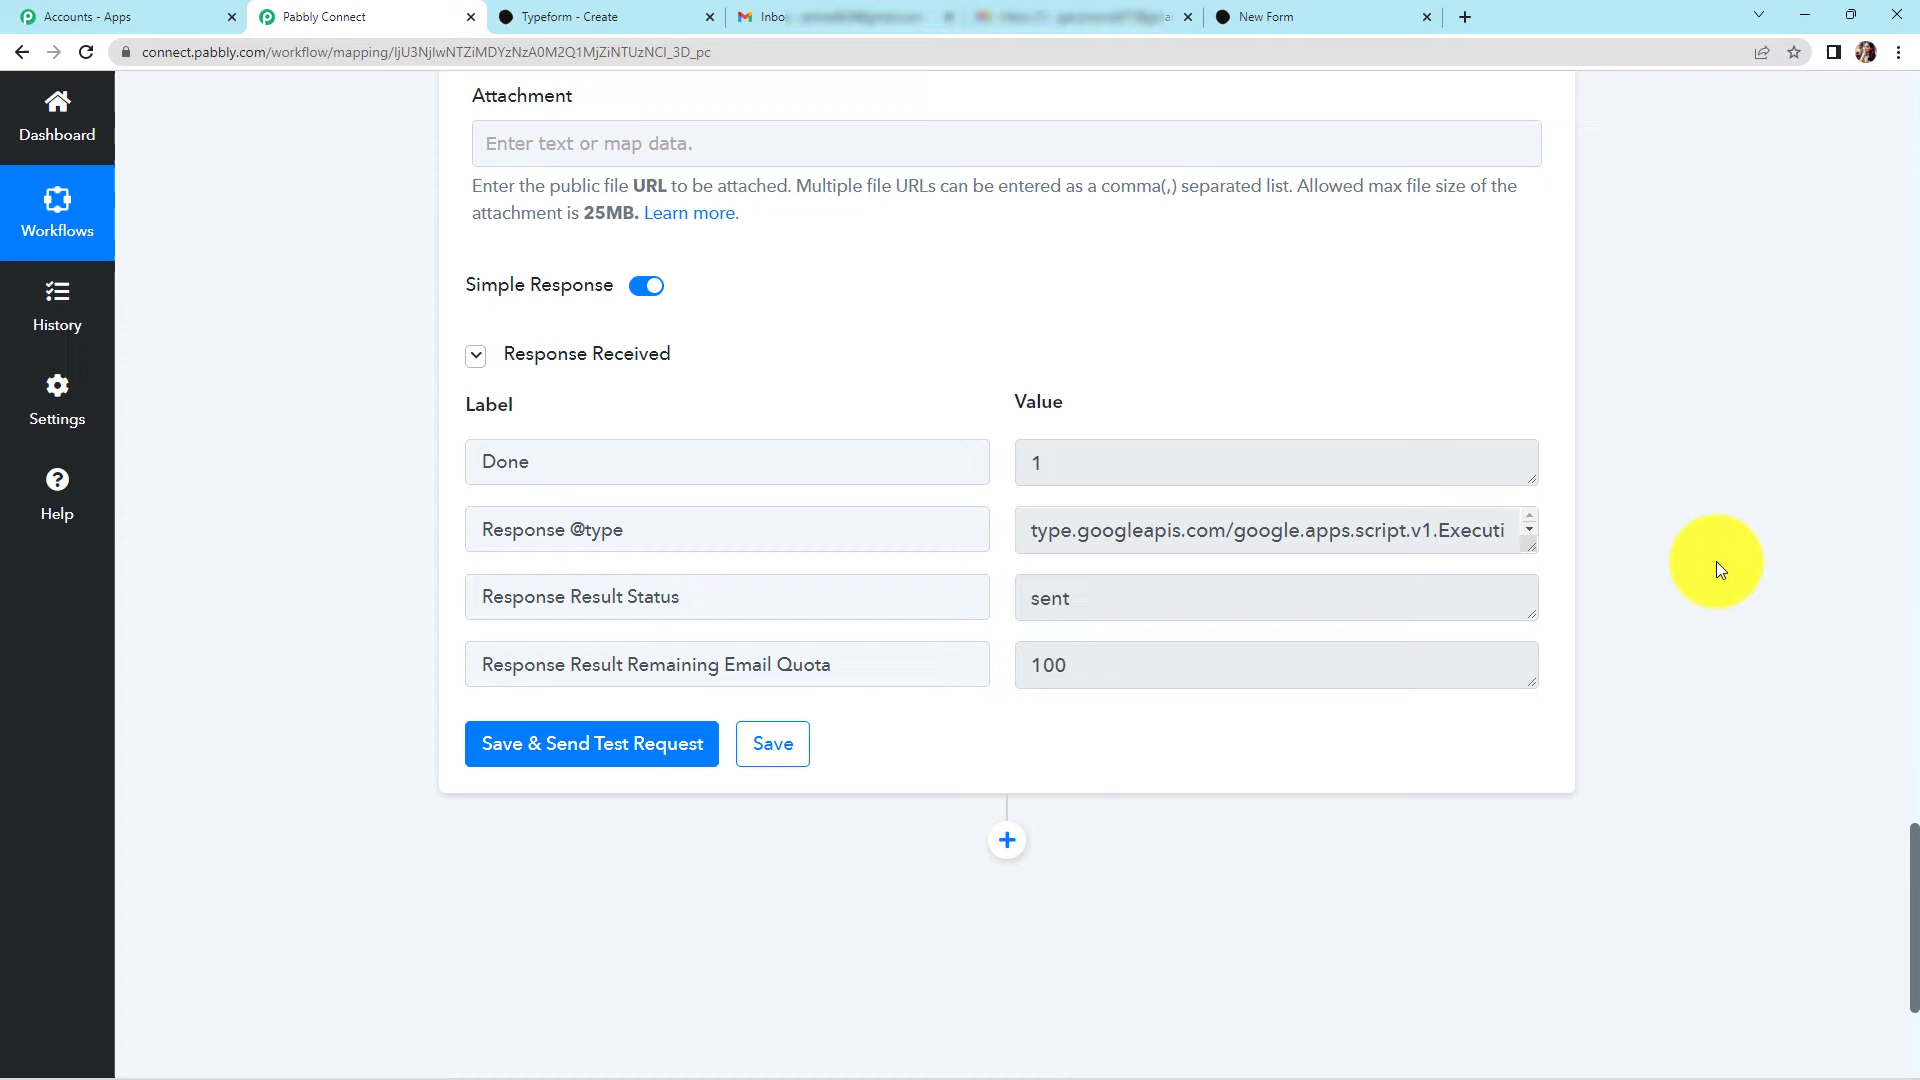 Accounts - Apps
Pabbly Connect
Typeform - Create
Inbo
New Form
connect.pabbly.com/workflow/mapping/IjU3NjIwNTZiMDYzNzA0M2Q1MjZiNTUzNCI_3D_pc
Dashboard
Workflows
History
Settings
Help
Attachment
Enter text or map data.
Enter the public file URL to be attached. Multiple file URLs can be entered as a comma(,) separated list. Allowed max file size of the
attachment is 25MB. Learn more.
Simple Response
Response Received
Label
Value
Done
1
Response @type
type.googleapis.com/google.apps.script.v1.Executi
Response Result Status
sent
Response Result Remaining Email Quota
100
Save & Send Test Request
Save